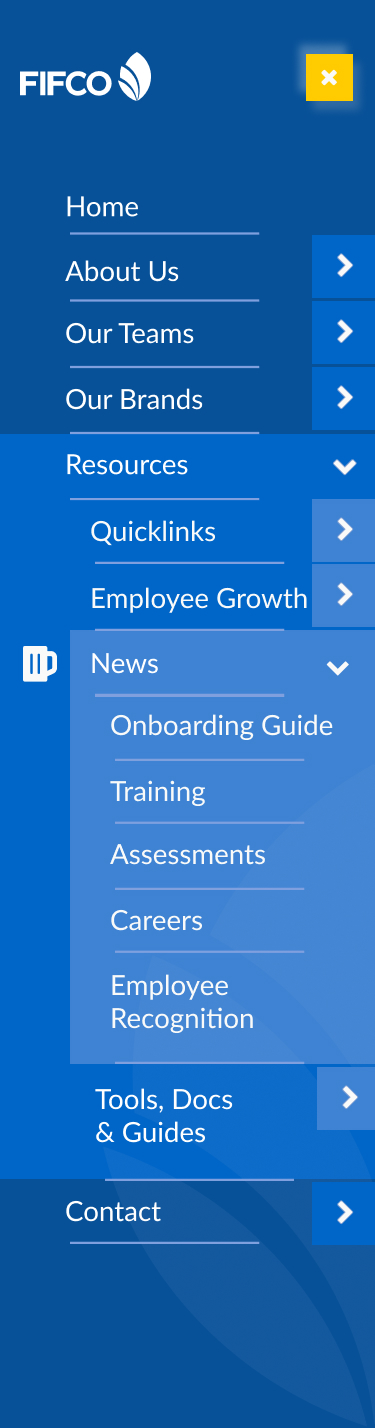 FIFCO
Home
About Us
Our Teams
Our Brands
Resources
Quicklinks
Employee Growth
News
Onboarding Guide
Training
Assessments
Careers
Employee
Recognition
Tools, Docs
& Guides
Contact